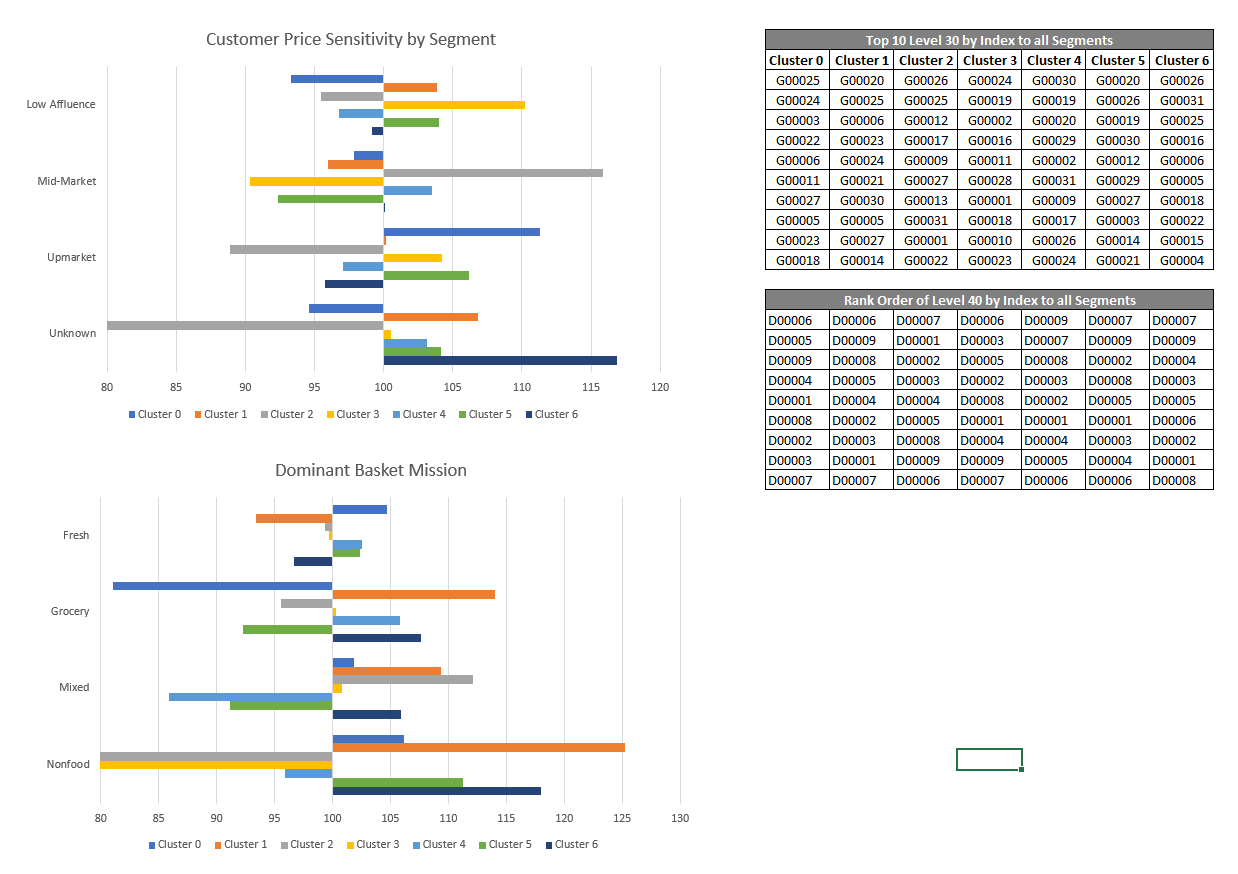 Customer Price Sensitivity by Segment
Low Affluence
Mid-Market
Upmarket
Unknown
80 85 90 95 100 105 110 115 120
Cluster 0 Cluster 1 Cluster 2 Cluster 3 Cluster 4 Cluster 5 Cluster 6
Dominant Basket Mission
Fresh
Grocery
Mixed
Nonfood
80 85 90 95 100 105 110 115 120 125 130
Cluster 0 Cluster 1 Cluster 2 Cluster 3 Cluster 4 Cluster 5 Cluster 6
Top 10 Level 30 by Index to all Segments
Cluster 0 Cluster 1 Cluster 2 Cluster 3 Cluster 4 Cluster 5 Cluster 6
G00025 G00020 G00026 G00024 G00030 G00020 G00026
G00024 G00025 G00025 G00019 G00019 G00026 G00031
G00003 G00006 G00012 G00002 G00020 G00019 G00025
G00022 G00023 G00017 G00016 G00029 G00030 G00016
G00006 G00024 G00009 G00011 G00002 G00012 G00006
G00011 G00021 G00027 G00028 G00031 G00029 G00005
G00027 G00030 G00013 G00001 G00009 G00027 G00018
G00005 G00005 G00031 G00018 G00017 G00003 G00022
G00023 G00027 G00001 G00010 G00026 G00014 G00015
G00018 G00014 G00022 G00023 G00024 G00021 G00004
Rank Order of Level 40 by Index to all Segments
D00006 D00006 D00007 D00006 D00009 D00007 D00007
D00005 D00009 D00001 D00003 D00007 D00009 D00009
D00009 D00008 D00002 D00005 D00008 D00002 D00004
D00004 D00005 D00003 D00002 D00003 D00008 D00003
D00001 D00004 D00004 D00008 D00002 D00005 D00005
D00008 D00002 D00005 D00001 D00001 D00001 D00006
D00002 D00003 D00008 D00004 D00004 D00003 D00002
D00003 D00001 D00009 D00009 D00005 D00004 D00001
D00007 D00007 D00006 D00007 D00006 D00006 D00008